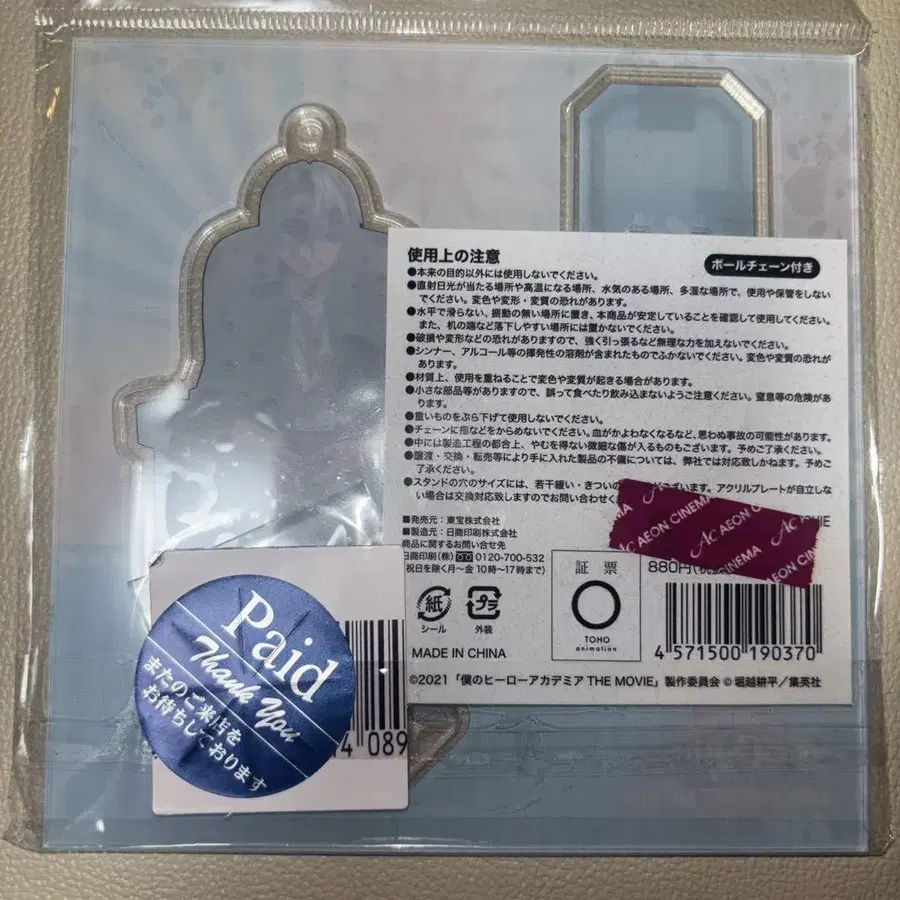 使用上の注意
ボールチェーン付き
●本来の目的以外には使用しないでください。
●直射日光が当たる場所や高温になる場所、水気のある場所、多湿な場所で、使用や保管をしない
でください。変色や変形・変質の恐れがあります。
●水平で滑らない、振動の無い場所に置き、本商品が安定していることを確認して使用してください。
また、机の端など落下しやすい場所には置かないでください。
●破損や変形などの恐れがありますので、強く引っ張るなど無理な力を加えないでください。
●シンナー、アルコール等の揮発性の溶剤が含まれたものでふかないでください。変色や変質の恐れが
あります。
●材質上、使用を重ねることで変色や変質が起きる場合があります。
●小さな部品等がありますので、誤って食べたり飲み込まないようご注意ください。窒息等の危険があ
ります。
●重いものをぶら下げて使用しないでください。
●チェーンに指などをからめないでください。血がかよわなくなるなど、思わぬ事故の可能性があります。
●中には製造工程の都合上、やむを得ない微細な傷が入るものもございます。予めご了承ください。
●譲渡・交換・転売等により手に入れた製品の不備については、弊社では対応致しかねます。予めご
了承ください。
●スタンドの穴のサイズには、若干緩い・きついの ございます。アクリルプレートが自立しな
い場合は交換対応致しますのでお問い合わせく
■発売元：東宝株式会社
■製造元：日商印刷株式会社
商品に関するお問い合せ先
日商印刷(株) 0120-700-532
祝日を除く月〜金 10時〜17時まで)
紙
シール
プラ
外装
証票
TOHO
animation
880円
AC AEON CINEMA
AC AEON CINEMA
AEON CIN
MADE IN CHINA
4 571500 190370
©2021「僕のヒーローアカデミア THE MOVIE」製作委員会 © 堀越耕平／集英社
Paid
Thank You
またのご来店を
お待ちしております
4 089